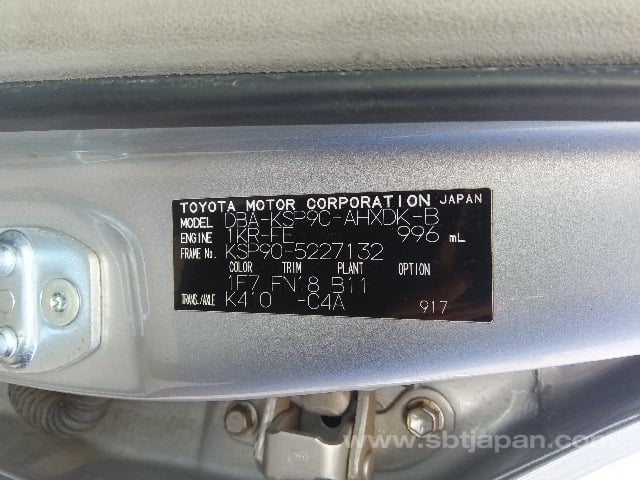 TOYOTA MOTOR CORPORATION JAPAN
MODEL DBA-KSP90-AHXDK-B
ENGINE 1KR-FE 996 mL
FRAME No. KSP90-5227132
COLOR TRIM PLANT OPTION
1F7 FN18 B11
TRANS./AXLE K410 -C4A 917
www.sbtjapan.com